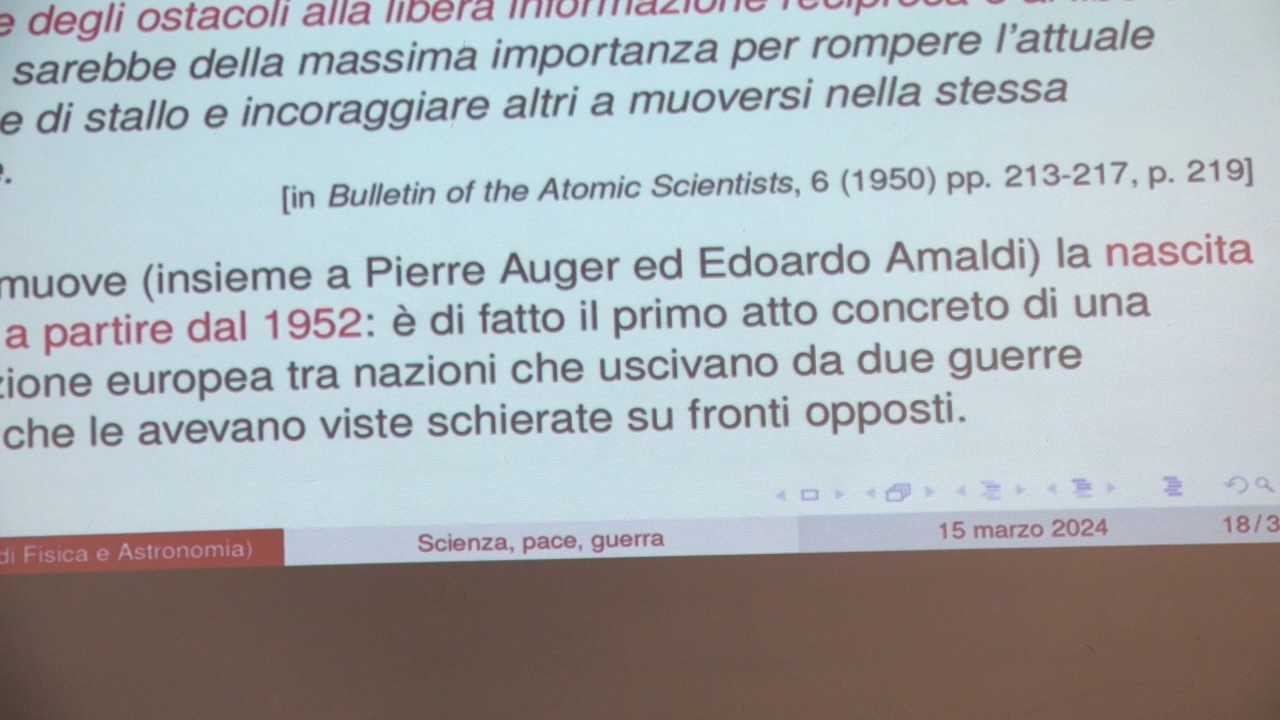 e degli ostacoli alla libera informazione reciproca
sarebbe della massima importanza per rompere l'attuale
e di stallo e incoraggiare altri a muoversi nella stessa
[in Bulletin of the Atomic Scientists, 6 (1950) pp. 213-217, p. 219]
muove (insieme a Pierre Auger ed Edoardo Amaldi) la nascita
a partire dal 1952: è di fatto il primo atto concreto di una
zione europea tra nazioni che uscivano da due guerre
che le avevano viste schierate su fronti opposti.
di Fisica e Astronomia)
Scienza, pace, guerra
15 marzo 2024
18/3